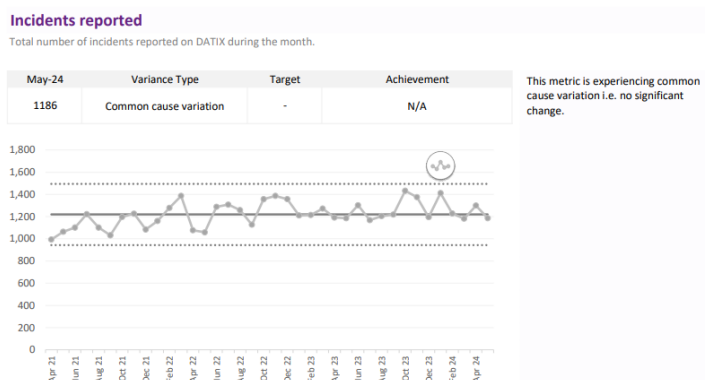 Incidents reported
Total number of incidents reported on DATIX during the month.
May-24 Variance Type Target Achievement
1186 Common cause variation - N/A
This metric is experiencing common
cause variation i.e. no significant
change.
1,800
1,600
1,400
1,200
1,000
800
600
400
200
0
Apr 21
Jun 21
Aug 21
Oct 21
Dec 21
Feb 22
Apr 22
Jun 22
Aug 22
Oct 22
Dec 22
Feb 23
Apr 23
Jun 23
Aug 23
Oct 23
Dec 23
Feb 24
Apr 24